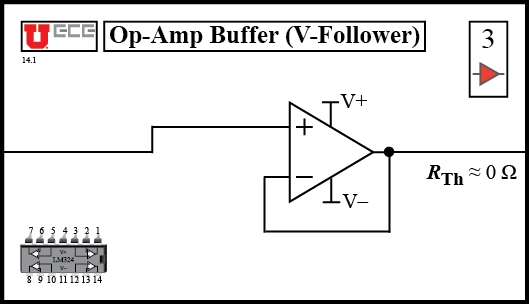 U ECE
Op-Amp Buffer (V-Follower)
3
14.1
V+
+
−
V−
R_Th ≈ 0 Ω
7 6 5 4 3 2 1
V+
LM324
V−
8 9 10 11 12 13 14